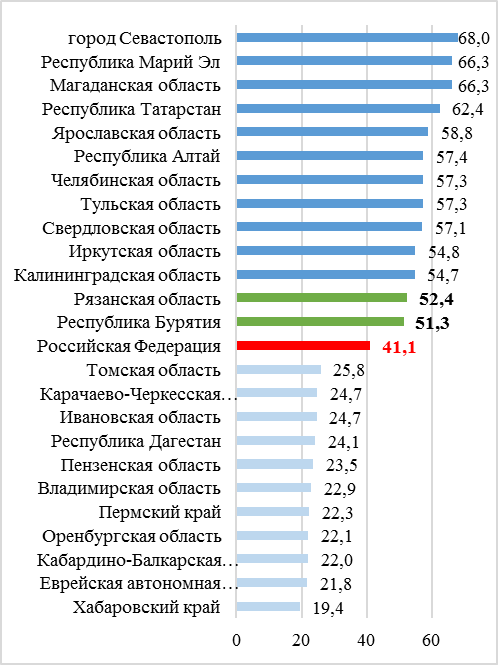 город Севастополь 68,0
Республика Марий Эл 66,3
Магаданская область 66,3
Республика Татарстан 62,4
Ярославская область 58,8
Республика Алтай 57,4
Челябинская область 57,3
Тульская область 57,3
Свердловская область 57,1
Иркутская область 54,8
Калининградская область 54,7
Рязанская область 52,4
Республика Бурятия 51,3
Российская Федерация 41,1
Томская область 25,8
Карачаево-Черкесская… 24,7
Ивановская область 24,7
Республика Дагестан 24,1
Пензенская область 23,5
Владимирская область 22,9
Пермский край 22,3
Оренбургская область 22,1
Кабардино-Балкарская… 22,0
Еврейская автономная… 21,8
Хабаровский край 19,4
0 20 40 60